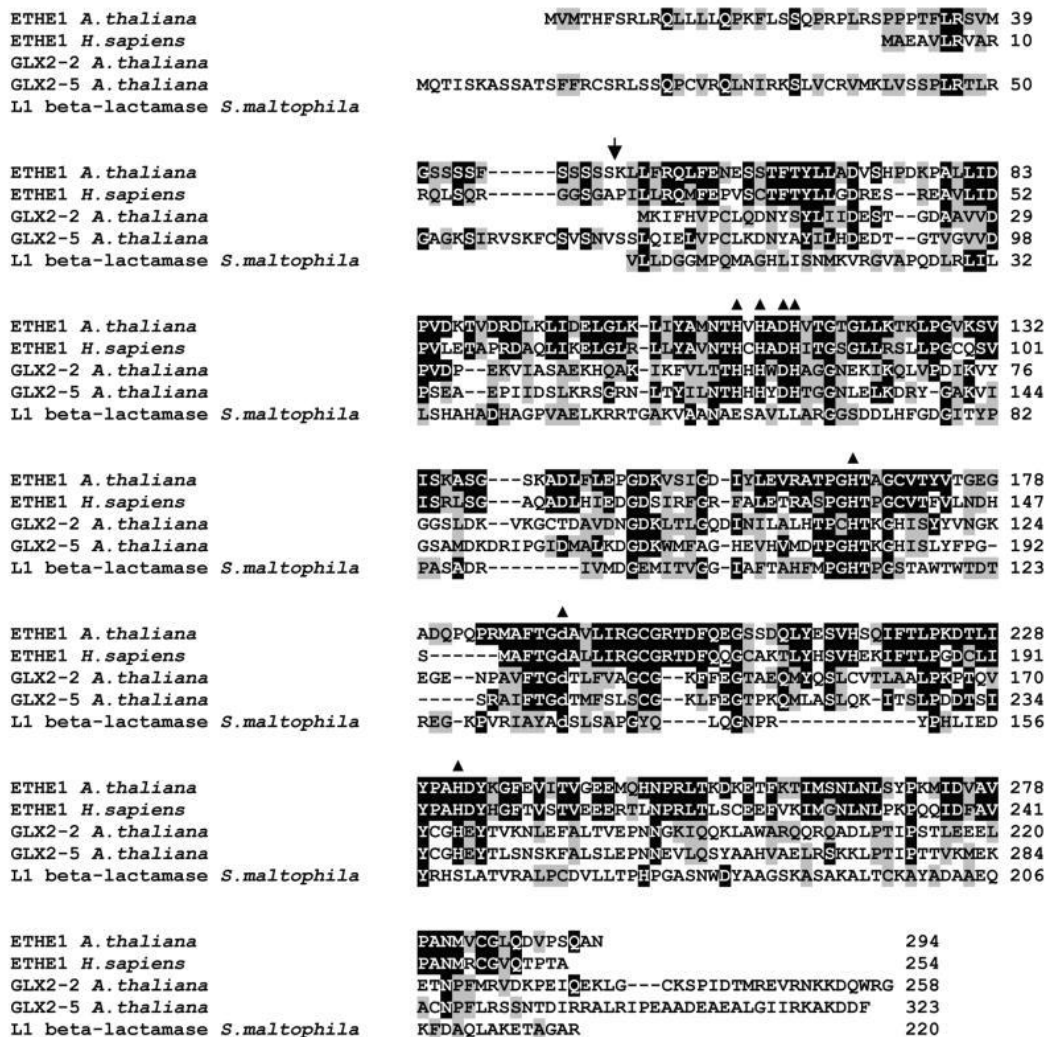 ETHE1 A.thaliana MVMTHFSRLRQLLLLQPKFLSSQPRPLRSPPPTFLRSVM 39
ETHE1 H.sapiens MAEAVLRVAR 10
GLX2-2 A.thaliana
GLX2-5 A.thaliana MQTISKASSATSFFRCSRLSSQPCVRQLNIRKSLVCRVMKLVSSPLRTLR 50
L1 beta-lactamase S.maltophila
ETHE1 A.thaliana GSSSSF------SSSSSKLLFRQLFENESSTFTYLLADVSHPDKPALLID 83
ETHE1 H.sapiens RQLSQR------GGSGAPILLRQMFEPVSCTFTYLLGDRES--REAVLID 52
GLX2-2 A.thaliana MKIFHVPCLQDNYSYLIIDEST--GDAAVVD 29
GLX2-5 A.thaliana GAGKSIRVSKFCSVSNVSSLQIELVPCLKDNYAYILHDEDT--GTVGVVD 98
L1 beta-lactamase S.maltophila VLLDGGMPQMAGHLISNMKVRGVAPQDLRLIL 32
ETHE1 A.thaliana PVDKTVDRDLKLIDELGLK-LIYAMNTHVHADHVTGTGLLKTKLPGVKSV 132
ETHE1 H.sapiens PVLETAPRDAQLIKELGLR-LLYAVNTHCHADHITGSGLLRSLLPGCQSV 101
GLX2-2 A.thaliana PVDP--EKVIASAEKHQAK-IKFVLTTHHHWDHAGGNEKIKQLVPDIKVY 76
GLX2-5 A.thaliana PSEA--EPIIDSLKRSGRN-LTYILNTHHHYDHTGGNLELKDRY-GAKVI 144
L1 beta-lactamase S.maltophila LSHAHADHAGPVAELKRRTGAKVAANAESAVLLARGGSDDLHFGDGITYP 82
ETHE1 A.thaliana ISKASG---SKADLFLEPGDKVSIGD-IYLEVRATPGHTAGCVTYVTGEG 178
ETHE1 H.sapiens ISRLSG---AQADLHIEDGDSIRFGR-FALETRASPGHTPGCVTFVLNDH 147
GLX2-2 A.thaliana GGSLDK-VKGCTDAVDNGDKLTLGQDINILALHTPCHTKGHISYYVNGK 124
GLX2-5 A.thaliana GSAMDKDRIPGIDMALKDGDKWMFAG-HEVHVMDTPGHTKGHISLYFPG- 192
L1 beta-lactamase S.maltophila PASADR--------IVMDGEMITVGG-IAFTAHFMPGHTPGSTAWTWTDT 123
ETHE1 A.thaliana ADQPQPRMAFTGdAVLIRGCGRTDFQEGSSDQLYESVHSQIFTLPKDTLI 228
ETHE1 H.sapiens S------MAFTGdALLIRGCGRTDFQQGCAKTLYHSVHEKIFTLPGDCLI 191
GLX2-2 A.thaliana EGE--NPAVFTGdTLFVAGCG--KFFEGTAEQMYQSLCVTLAALPKPTQV 170
GLX2-5 A.thaliana -----SRAIFTGdTMFSLSCG--KLFEGTPKQMLASLQK-ITSLPDDTSI 234
L1 beta-lactamase S.maltophila REG-KPVRIAYAdSLSAPGYQ---LQGNPR------------YPHLIED 156
ETHE1 A.thaliana YPAHDYKGFEVITVGEEMQHNPRLTKDKETFKTIMSNLNLSYPKMIDVAV 278
ETHE1 H.sapiens YPAHDYHGFTVSTVEEERTLNPRLTLSCEEFVKIMGNLNLPKPQQIDFAV 241
GLX2-2 A.thaliana YCGHEYTVKNLEFALTVEPNNGKIQQKLAWARQQRQADLPTIPSTLEEEL 220
GLX2-5 A.thaliana YCGHEYTLSNSKFALSLEPNNEVLQSYAAHVAELRSKKLPTIPTTVKMEK 284
L1 beta-lactamase S.maltophila YRHSLATVRALPCDVLLTPHPGASNWDYAAGSKASAKALTCKAYADAAEQ 206
ETHE1 A.thaliana PANMVCGLQDVPSQAN 294
ETHE1 H.sapiens PANMRCGVQTPTA 254
GLX2-2 A.thaliana ETNPFMRVDKPEIQEKLG---CKSPIDTMREVRNKKDQWRG 258
GLX2-5 A.thaliana ACNPFLRSSNTDIRRALRIPEAADEAEALGIIRKAKDDF 323
L1 beta-lactamase S.maltophila KFDAQLAKETAGAR 220